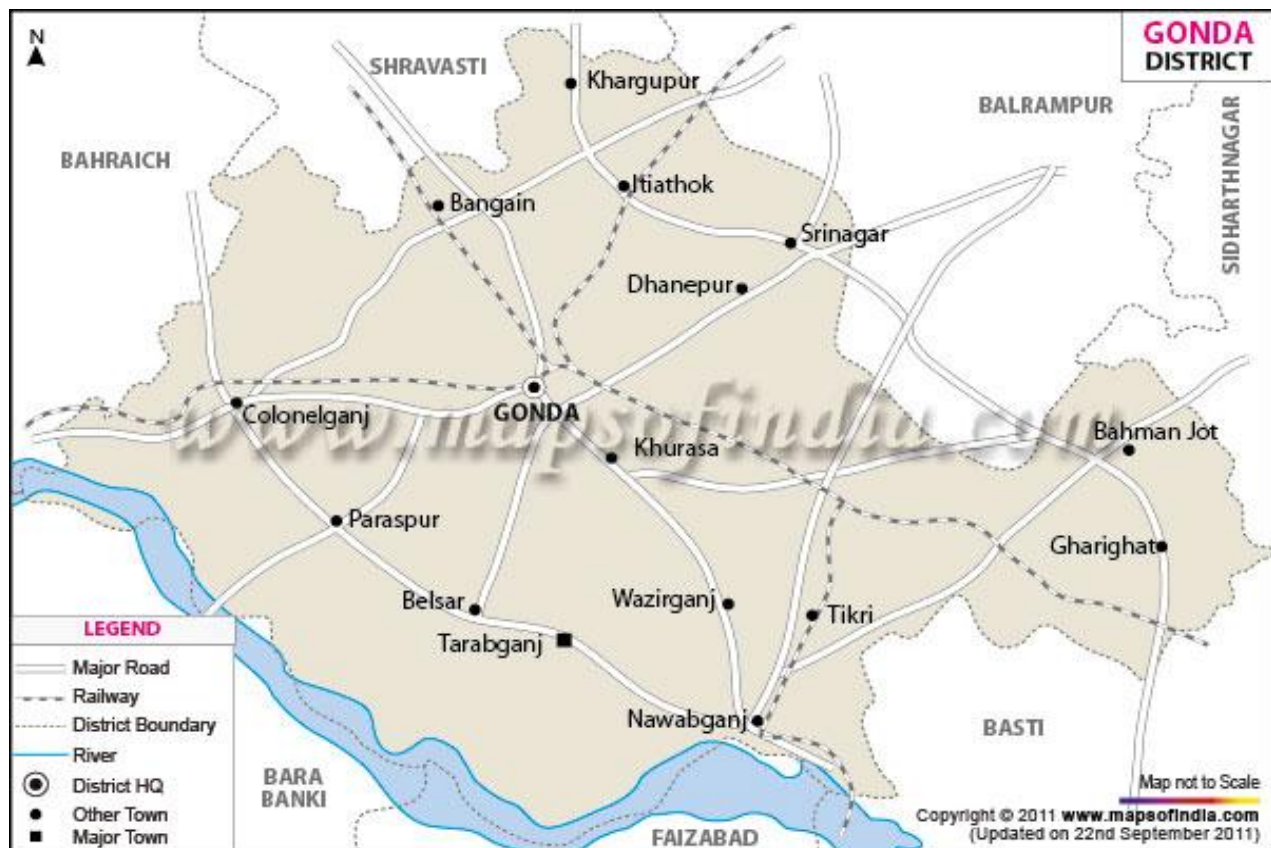 GONDA
DISTRICT
N
SHRAVASTI
Khargupur
BALRAMPUR
SIDHARTHNAGAR
BAHRAICH
Bangain
Itiathok
Srinagar
Dhanepur
GONDA
Colonelganj
www.mapsofindia.com
Khurasa
Bahman Jot
Paraspur
Gharighat
Belsar
Wazirganj
Tikri
Tarabganj
Nawabganj
BASTI
LEGEND
Major Road
Railway
District Boundary
River
District HQ
Other Town
Major Town
BARA
BANKI
FAIZABAD
Map not to Scale
Copyright © 2011 www.mapsofindia.com
(Updated on 22nd September 2011)